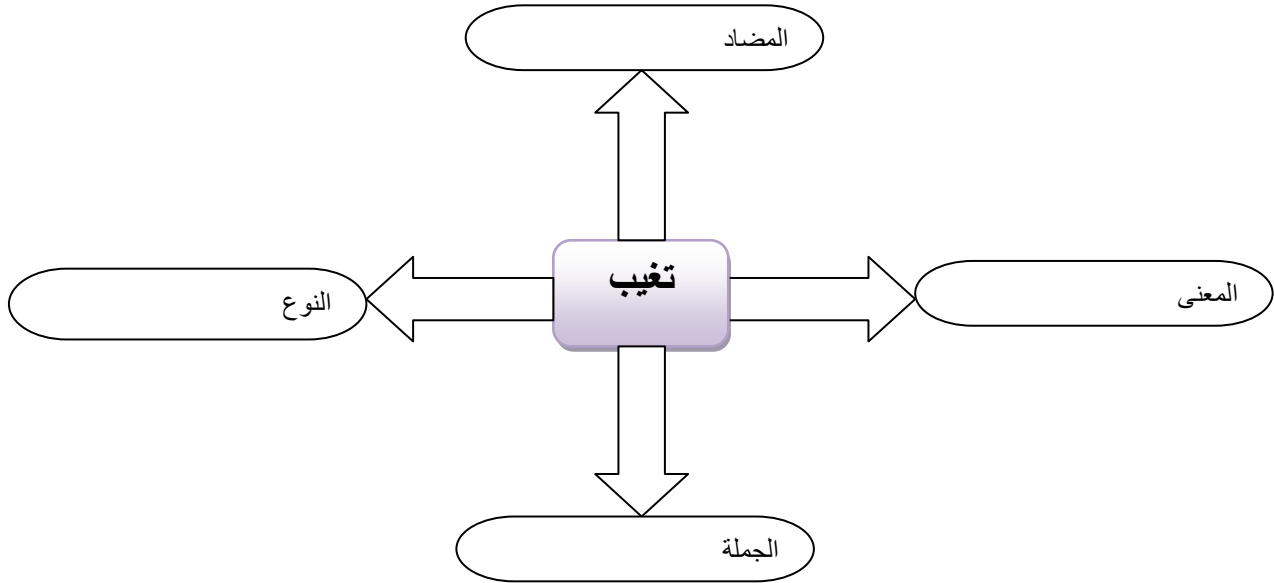 المضاد
تغيب
المعنى
النوع
الجملة